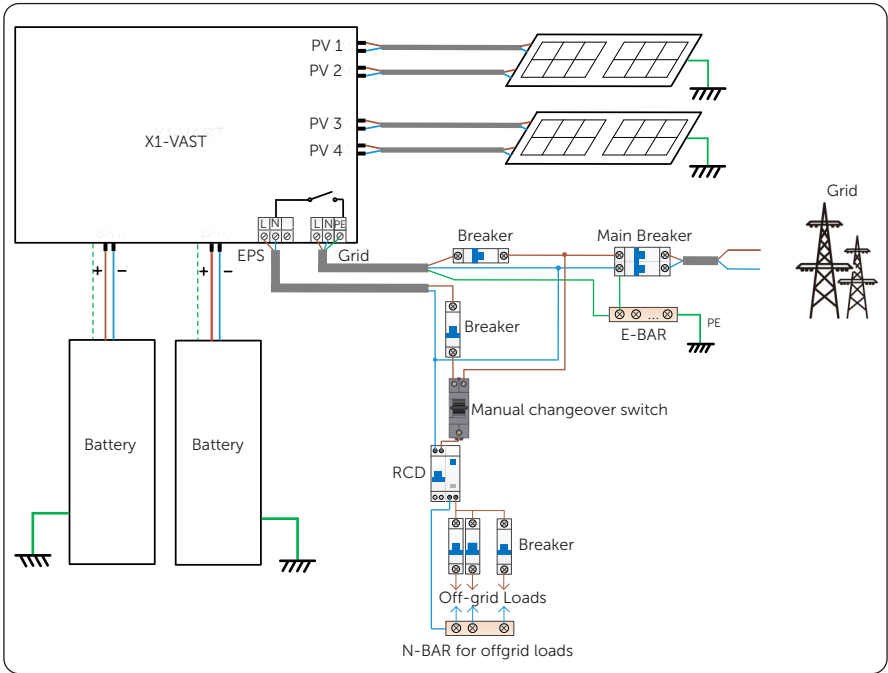 PV 1
PV 2
X1-VAST
PV 3
PV 4
Grid
L N
L N PE
EPS
Grid
Breaker
Main Breaker
BAT
BAT
+ −
+ −
Breaker
E-BAR
...
PE
Manual changeover switch
Battery
Battery
RCD
Breaker
Off-grid Loads
N-BAR for offgrid loads